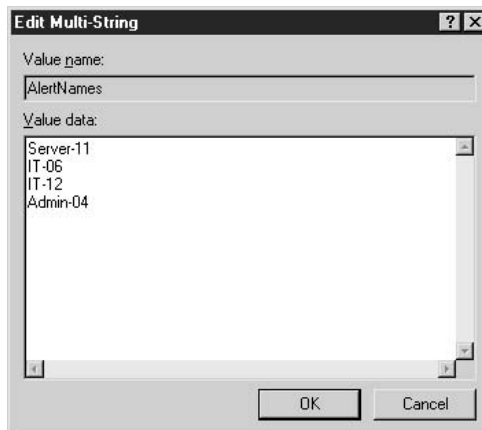 Edit Multi-String
Value name:
AlertNames
Value data:
Server-11
IT-06
IT-12
Admin-04
OK
Cancel